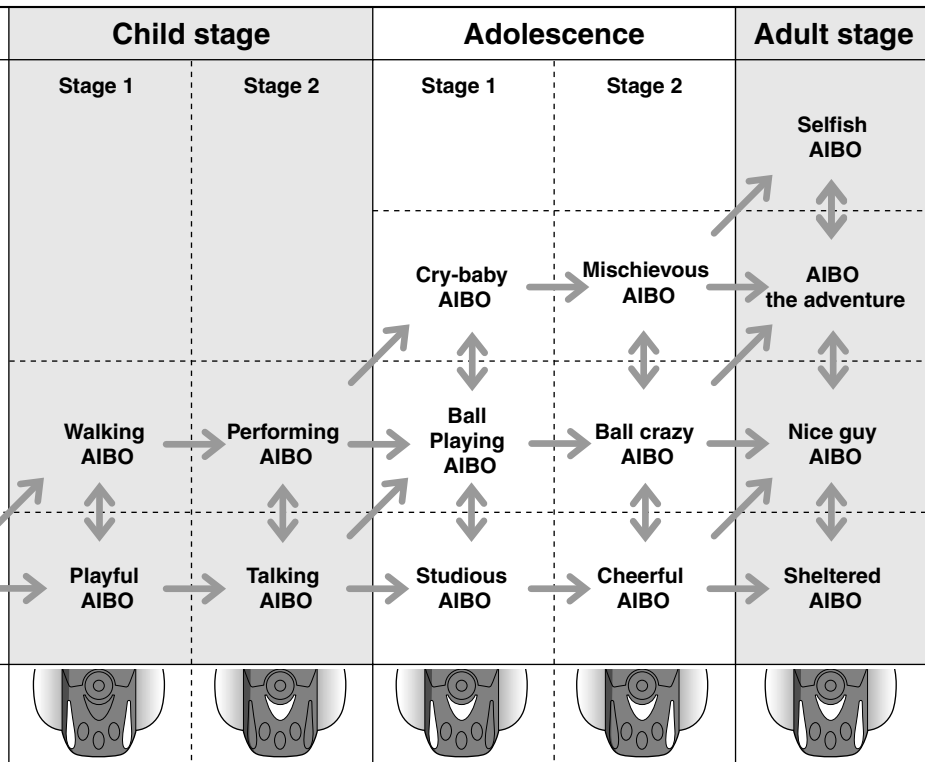 Child stage
Adolescence
Adult stage
Stage 1
Stage 2
Stage 1
Stage 2
Selfish
AIBO
Cry-baby
AIBO
Mischievous
AIBO
AIBO
the adventure
Walking
AIBO
Performing
AIBO
Ball
Playing
AIBO
Ball crazy
AIBO
Nice guy
AIBO
Playful
AIBO
Talking
AIBO
Studious
AIBO
Cheerful
AIBO
Sheltered
AIBO